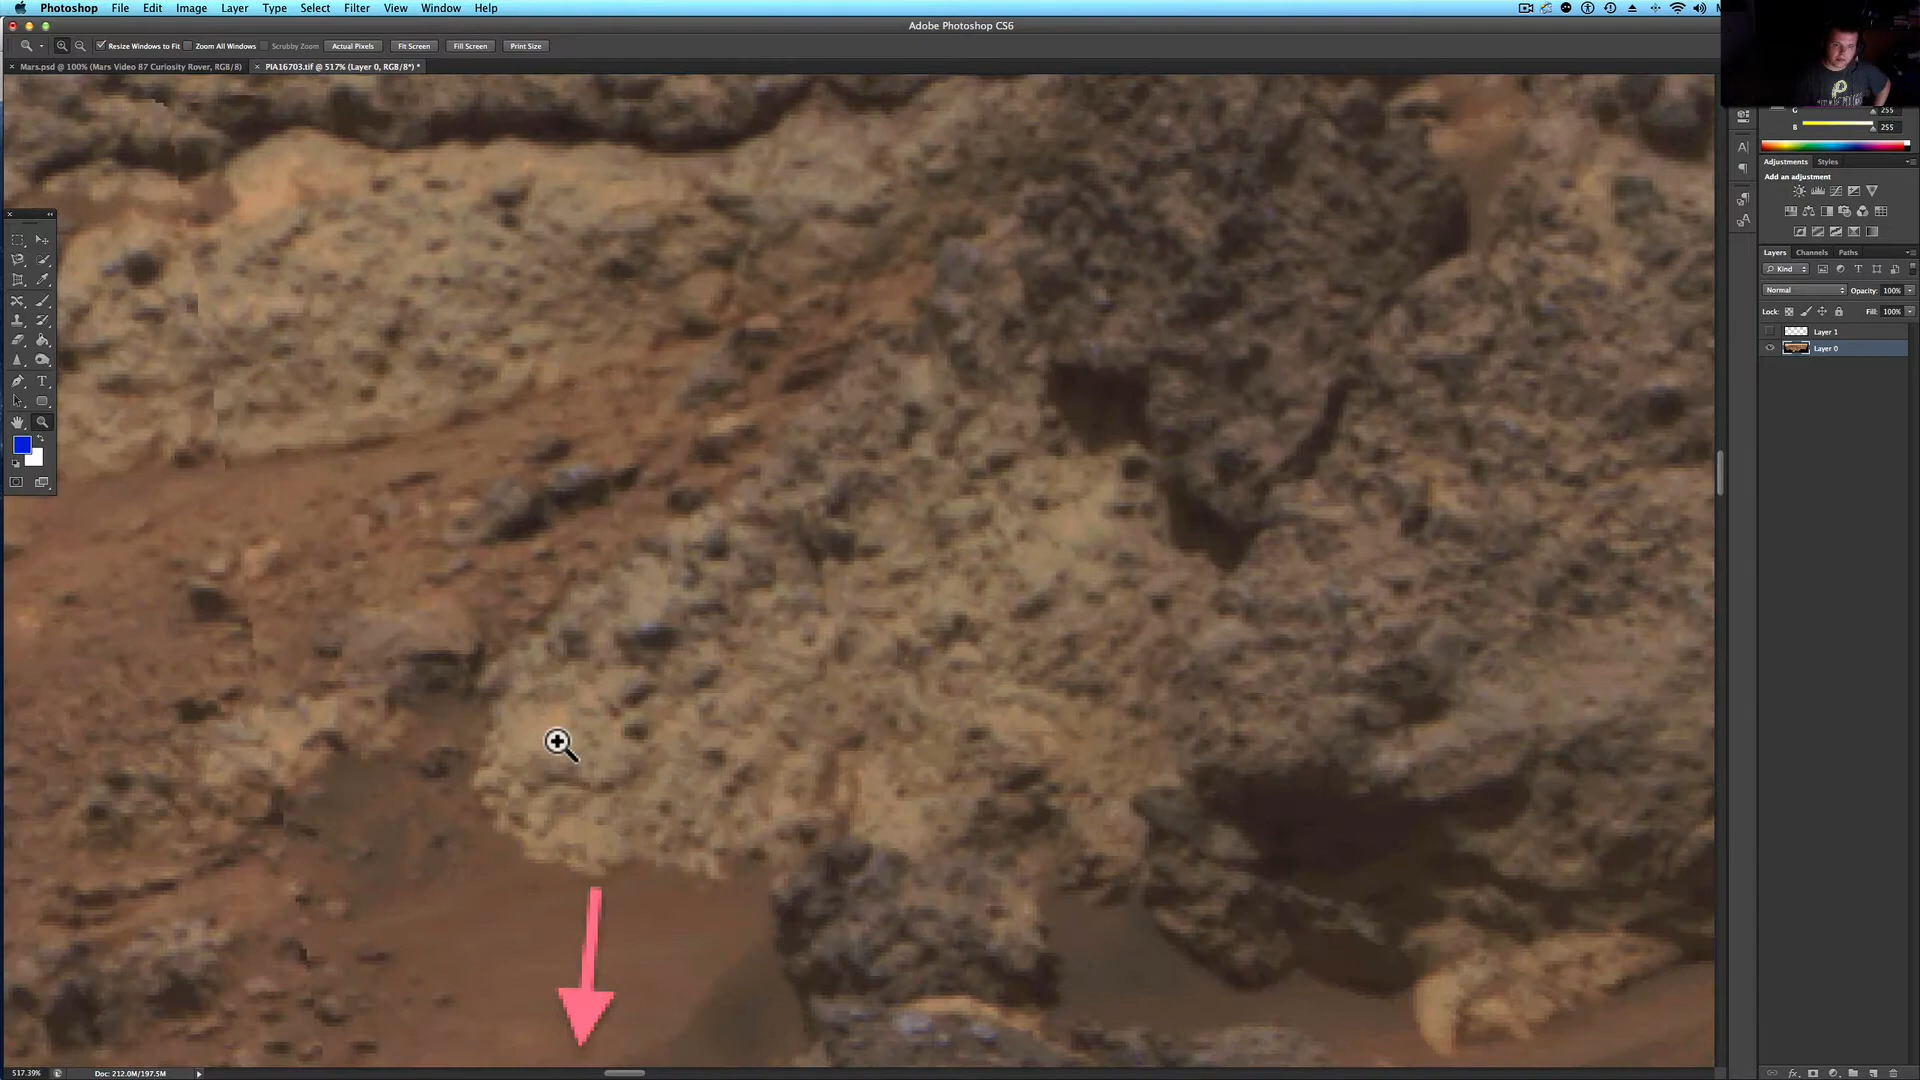 Photoshop File Edit Image Layer Type Select Filter View Window Help
Adobe Photoshop CS6
Resize Windows to Fit Zoom All Windows Scrubby Zoom Actual Pixels Fit Screen Fill Screen Print Size
Mars.psd @ 100% (Mars Video 87 Curiosity Rover, RGB/8) PIA16703.tif @ 517% (Layer 0, RGB/8*) *
P
G 255
B 255
Adjustments Styles
Add an adjustment
Layers Channels Paths
Kind
Normal Opacity: 100%
Lock: Fill: 100%
Layer 1
Layer 0
517.39% Doc: 212.0M/197.5M